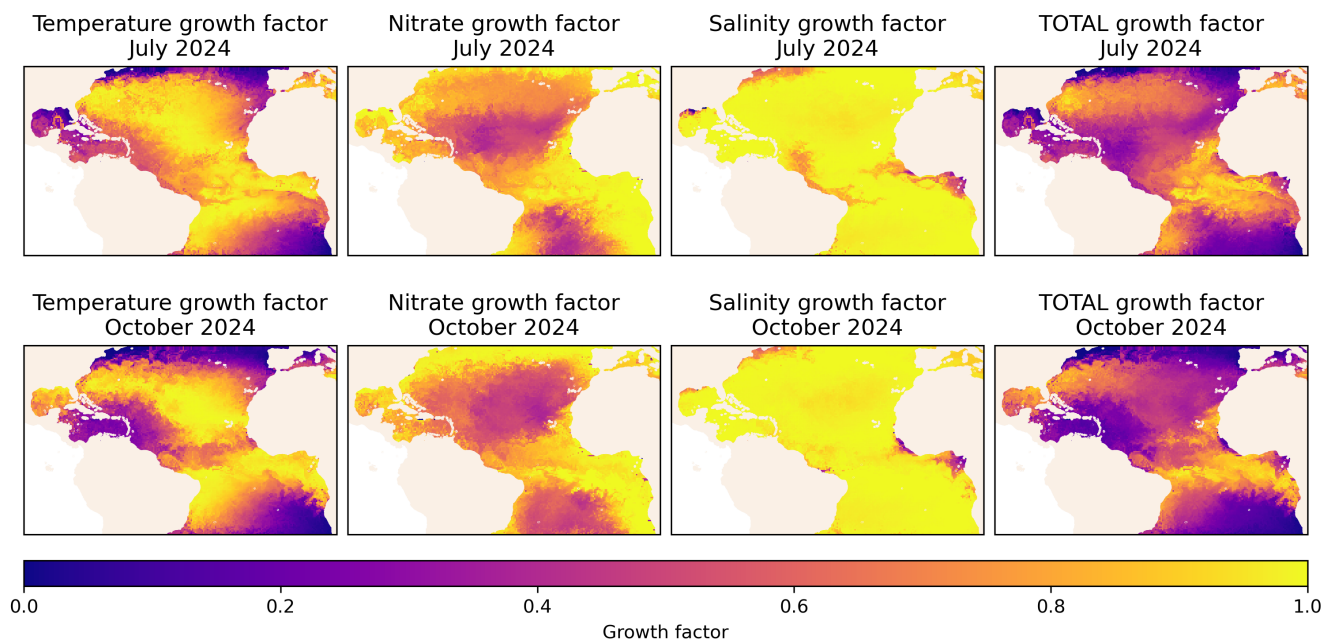 Temperature growth factor
July 2024
Nitrate growth factor
July 2024
Salinity growth factor
July 2024
TOTAL growth factor
July 2024
Temperature growth factor
October 2024
Nitrate growth factor
October 2024
Salinity growth factor
October 2024
TOTAL growth factor
October 2024
0.0 0.2 0.4 0.6 0.8 1.0
Growth factor